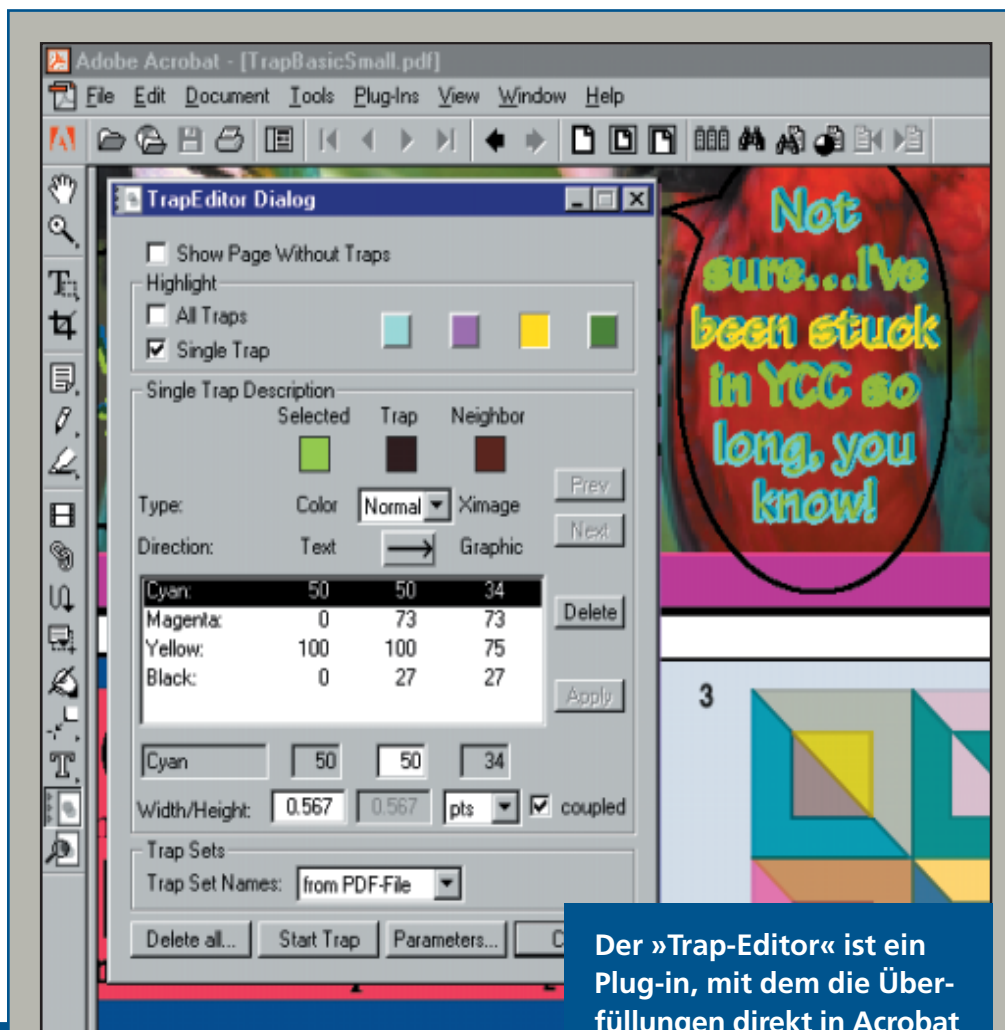 Adobe Acrobat - [TrapBasicSmall.pdf]
File Edit Document Tools Plug-Ins View Window Help
TrapEditor Dialog
Show Page Without Traps
Highlight
All Traps
Single Trap
Single Trap Description
Selected Trap Neighbor
Type: Color Normal Ximage
Prev
Direction: Text Graphic
Next
Cyan: 50 50 34
Magenta: 0 73 73
Yellow: 100 100 75
Black: 0 27 27
Delete
Apply
Cyan 50 50 34
Width/Height: 0.567 0.567 pts coupled
Trap Sets
Trap Set Names: from PDF-File
Delete all... Start Trap Parameters...
Not
sure...I've
been stuck
in YCC so
long, you
know!
3
Der »Trap-Editor« ist ein
Plug-in, mit dem die Über-
füllungen direkt in Acrobat